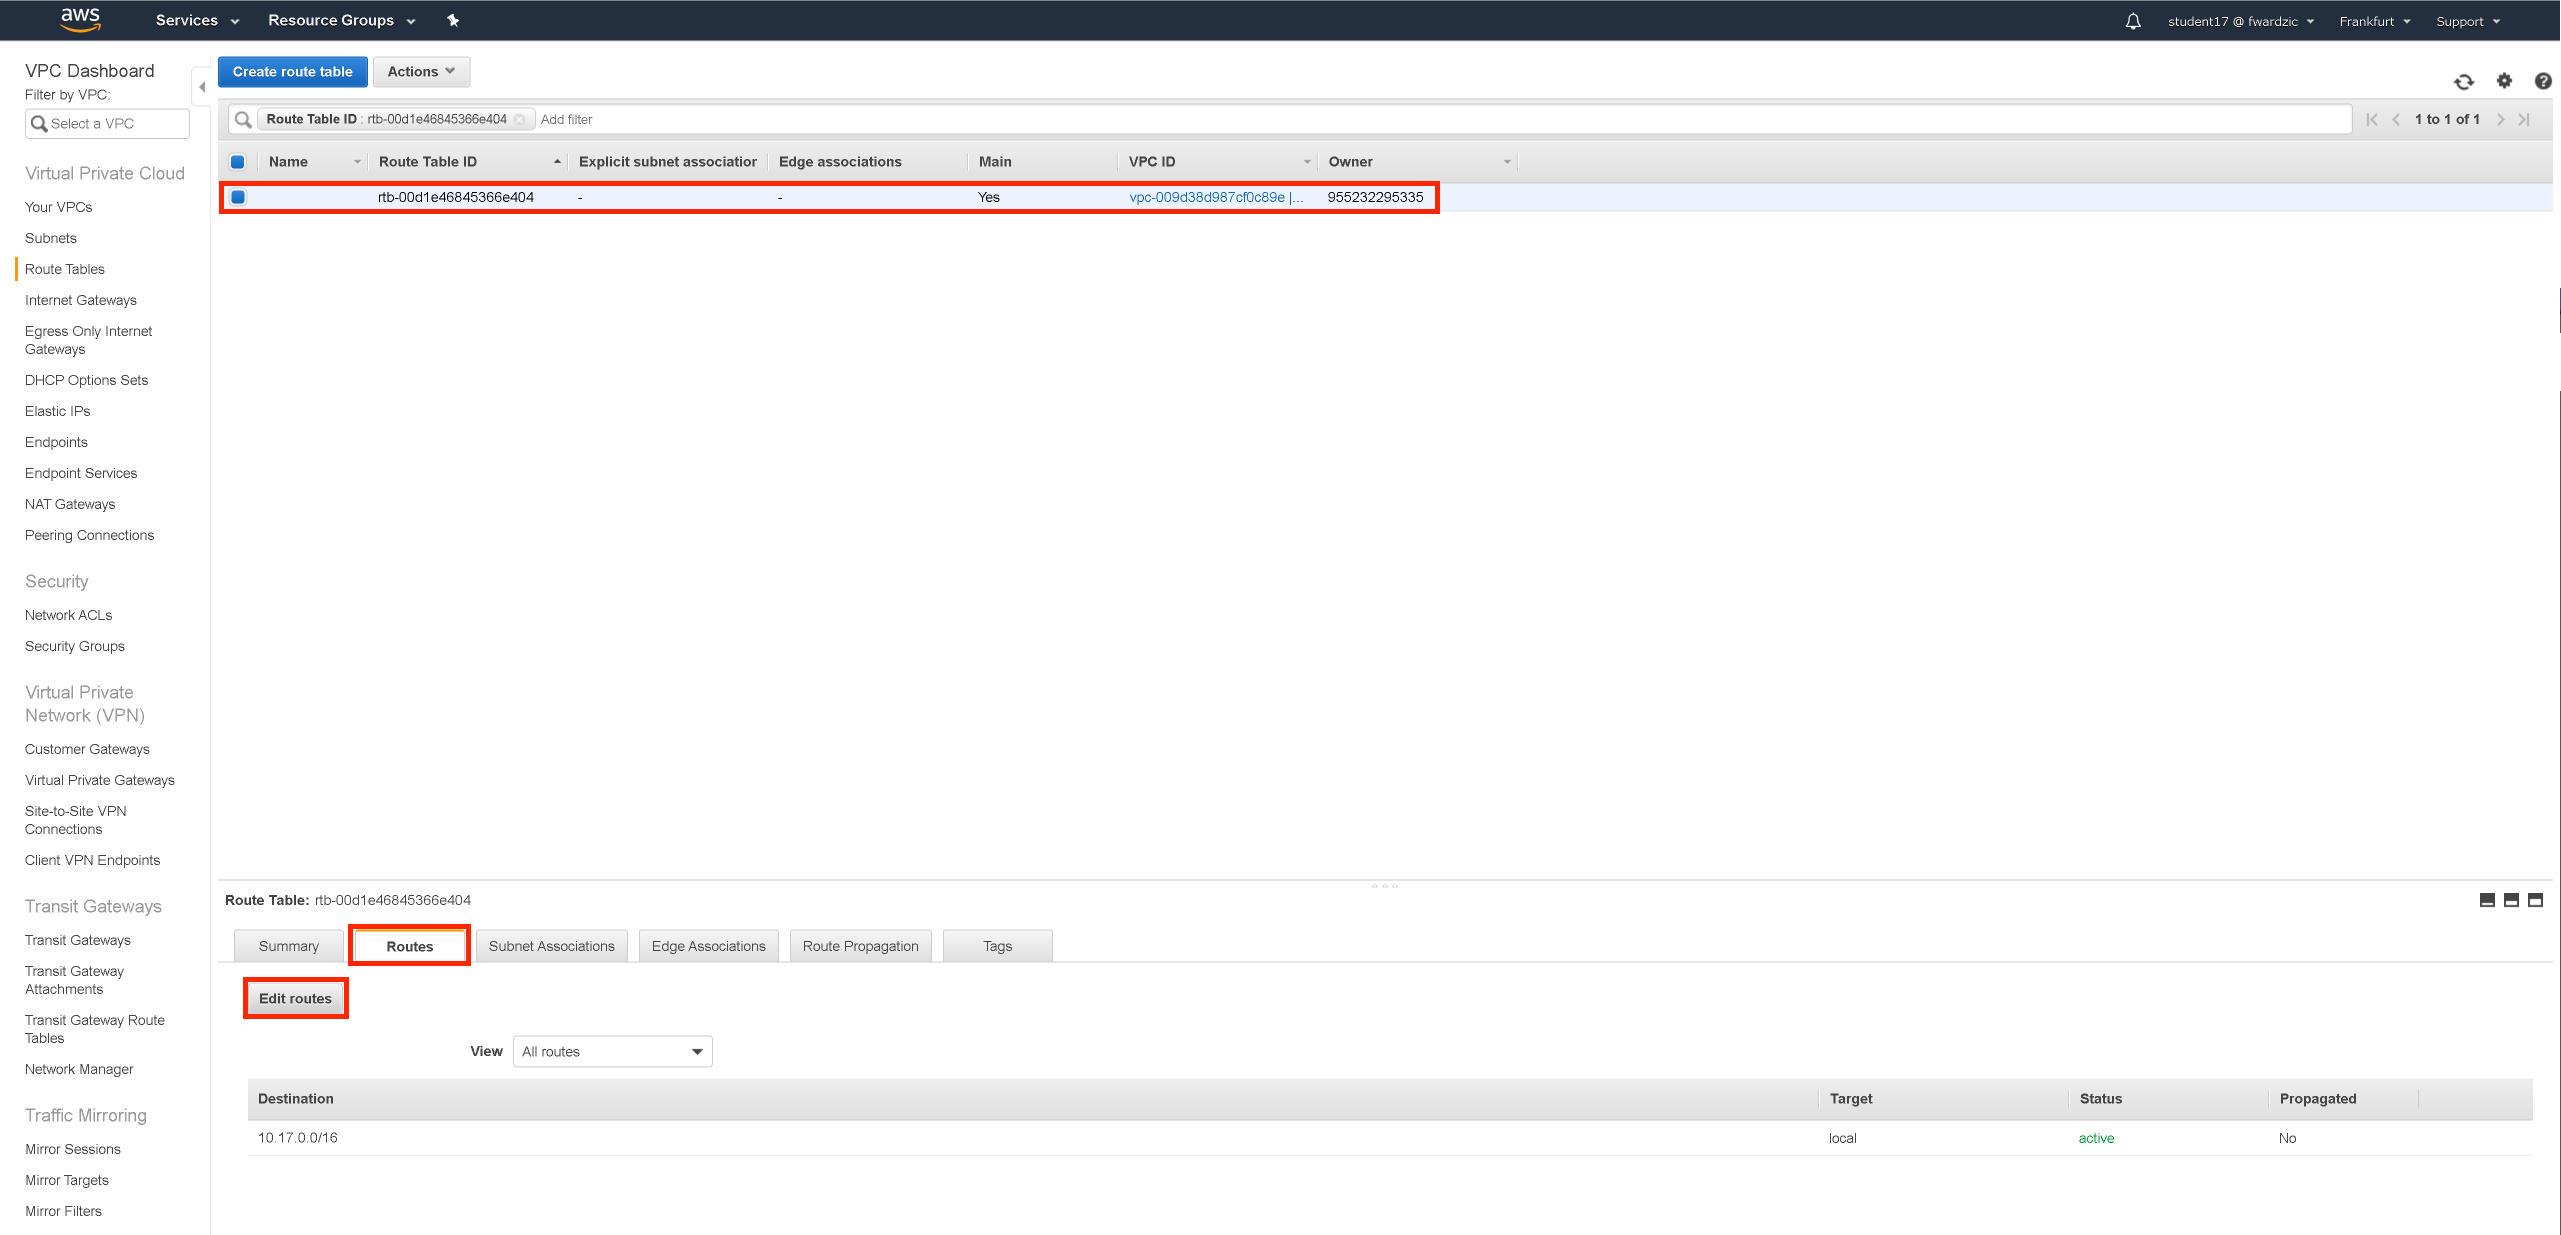 aws Services Resource Groups student17 @ fwardzic Frankfurt Support
VPC Dashboard
Filter by VPC:
Select a VPC
Virtual Private Cloud
Your VPCs
Subnets
Route Tables
Internet Gateways
Egress Only Internet
Gateways
DHCP Options Sets
Elastic IPs
Endpoints
Endpoint Services
NAT Gateways
Peering Connections
Security
Network ACLs
Security Groups
Virtual Private
Network (VPN)
Customer Gateways
Virtual Private Gateways
Site-to-Site VPN
Connections
Client VPN Endpoints
Transit Gateways
Transit Gateways
Transit Gateway
Attachments
Transit Gateway Route
Tables
Network Manager
Traffic Mirroring
Mirror Sessions
Mirror Targets
Mirror Filters
Create route table Actions
Route Table ID : rtb-00d1e46845366e404 Add filter 1 to 1 of 1
Name Route Table ID Explicit subnet association Edge associations Main VPC ID Owner
rtb-00d1e46845366e404 - - Yes vpc-009d38d987cf0c89e |... 955232295335
Route Table: rtb-00d1e46845366e404
Summary Routes Subnet Associations Edge Associations Route Propagation Tags
Edit routes
View All routes
Destination Target Status Propagated
10.17.0.0/16 local active No